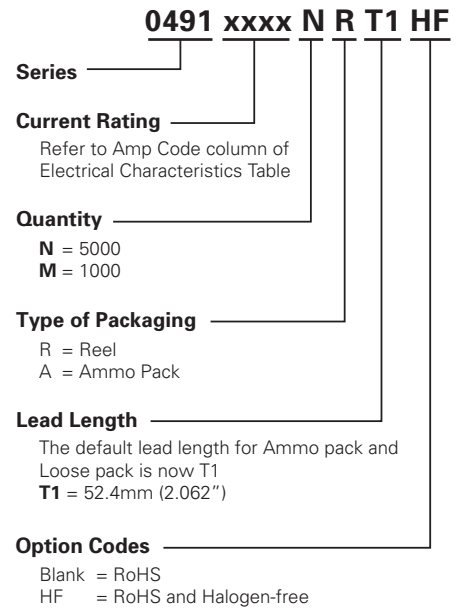 0491 xxxx N R T1 HF
Series
Current Rating
Refer to Amp Code column of
Electrical Characteristics Table
Quantity
N = 5000
M = 1000
Type of Packaging
R = Reel
A = Ammo Pack
Lead Length
The default lead length for Ammo pack and
Loose pack is now T1
T1 = 52.4mm (2.062″)
Option Codes
Blank = RoHS
HF = RoHS and Halogen-free